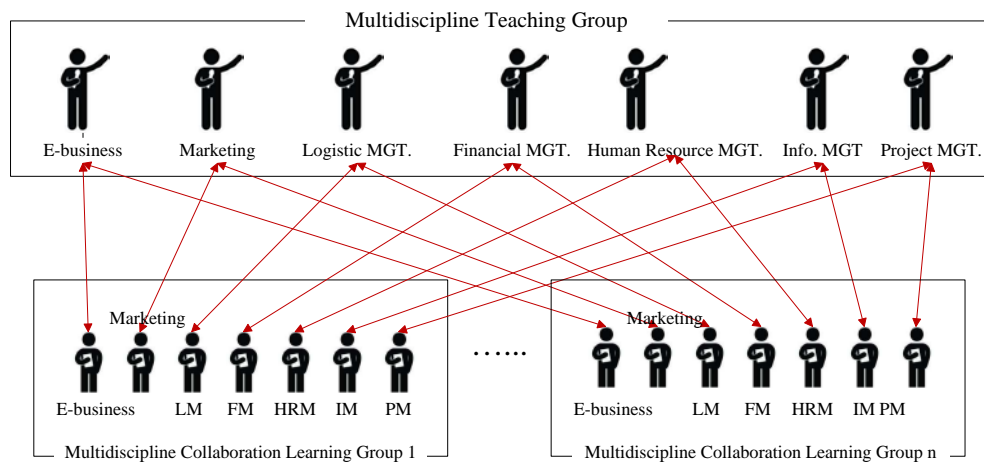 Multidiscipline Teaching Group
E-business Marketing Logistic MGT. Financial MGT. Human Resource MGT. Info. MGT Project MGT.
Marketing Marketing
…...
E-business LM FM HRM IM PM E-business LM FM HRM IM PM
Multidiscipline Collaboration Learning Group 1 Multidiscipline Collaboration Learning Group n